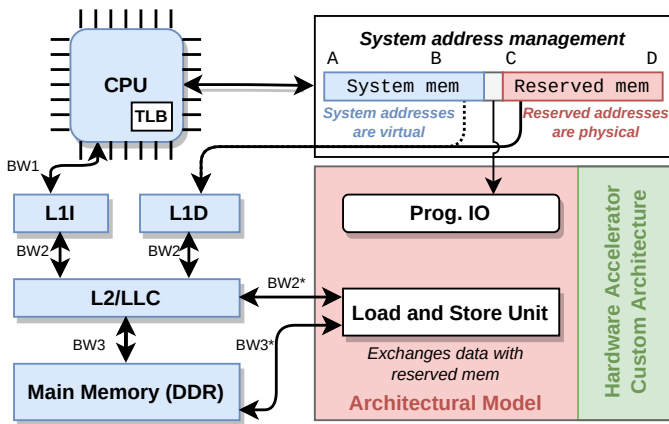 System address management
A B C D
System mem Reserved mem
System addresses
are virtual
Reserved addresses
are physical
CPU
TLB
BW1
L1I
L1D
Prog. IO
BW2
BW2
L2/LLC
BW2*
Load and Store Unit
BW3
BW3*
Exchanges data with
reserved mem
Main Memory (DDR)
Architectural Model
Hardware Accelerator
Custom Architecture